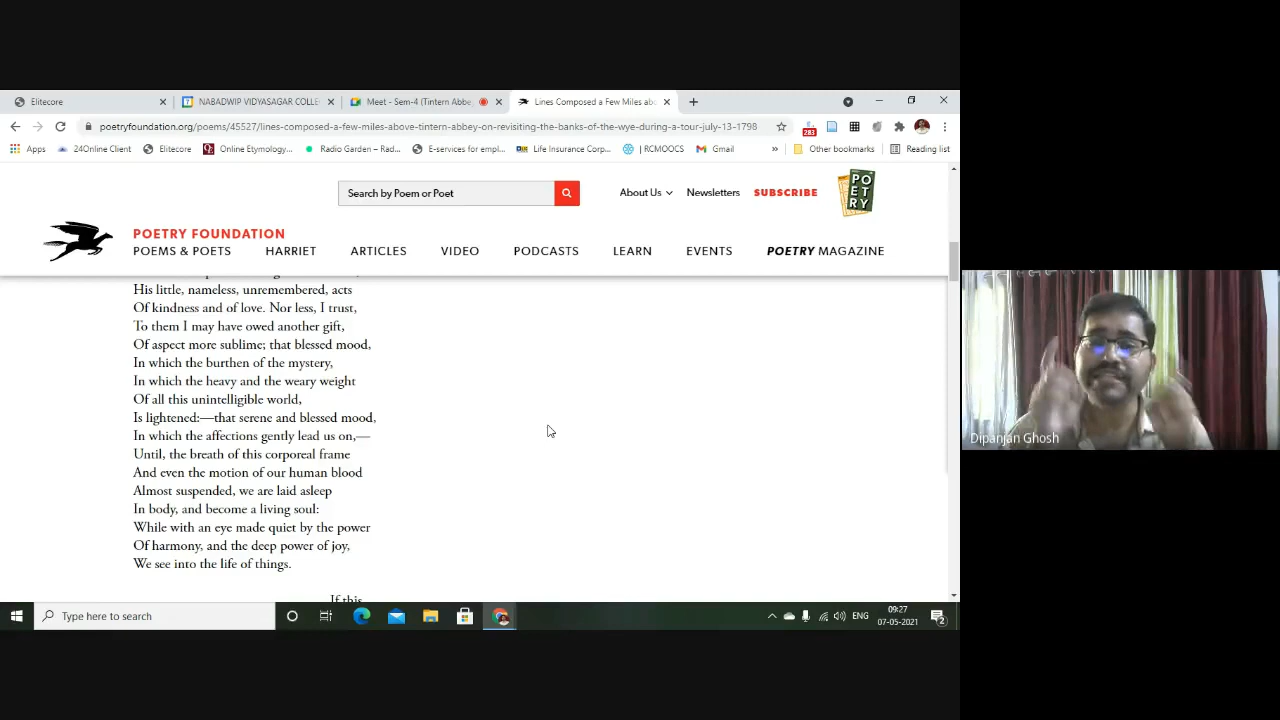 Elitecore
NABADWIP VIDYASAGAR COLLE
Meet - Sem-4 (Tintern Abbe
Lines Composed a Few Miles abo
poetryfoundation.org/poems/45527/lines-composed-a-few-miles-above-tintern-abbey-on-revisiting-the-banks-of-the-wye-during-a-tour-july-13-1798
283
Apps
24Online Client
Elitecore
Online Etymology...
Radio Garden – Rad...
E-services for empl...
Life Insurance Corp...
| RCMOOCS
Gmail
»
Other bookmarks
Reading list
Search by Poem or Poet
About Us
Newsletters
SUBSCRIBE
PO
ET
RY
POETRY FOUNDATION
POEMS & POETS
HARRIET
ARTICLES
VIDEO
PODCASTS
LEARN
EVENTS
POETRY MAGAZINE
His little, nameless, unremembered, acts
Of kindness and of love. Nor less, I trust,
To them I may have owed another gift,
Of aspect more sublime; that blessed mood,
In which the burthen of the mystery,
In which the heavy and the weary weight
Of all this unintelligible world,
Is lightened:—that serene and blessed mood,
In which the affections gently lead us on,—
Until, the breath of this corporeal frame
And even the motion of our human blood
Almost suspended, we are laid asleep
In body, and become a living soul:
While with an eye made quiet by the power
Of harmony, and the deep power of joy,
We see into the life of things.
If this
Dipanjan Ghosh
Type here to search
ENG
09:27
07-05-2021
2